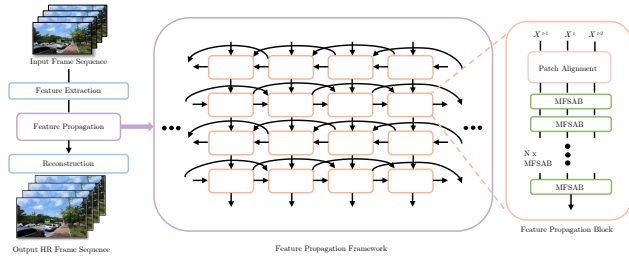 Input Frame Sequence
Feature Extraction
Feature Propagation
Reconstruction
Output HR Frame Sequence
Feature Propagation Framework
X t-1 X t X t-2
Patch Alignment
MFSAB
MFSAB
N x
MFSAB
MFSAB
Feature Propagation Block